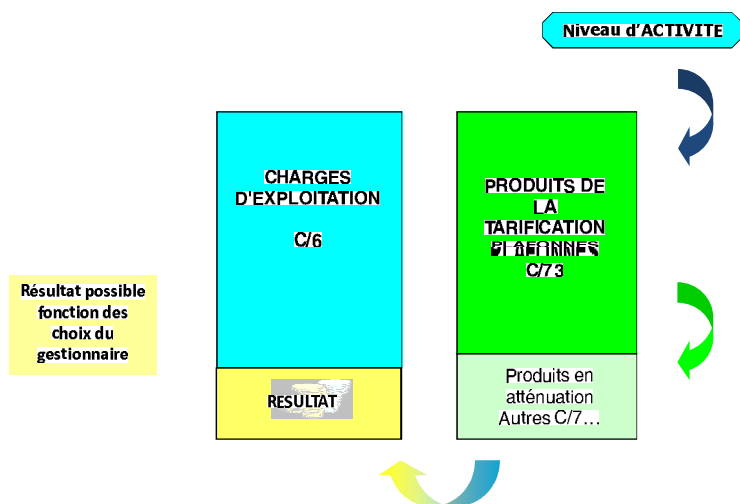 Niveau d'ACTIVITE
CHARGES
D'EXPLOITATION
C/6
PRODUITS DE
LA
TARIFICATION
PLAFONNES
C/73
Résultat possible
fonction des
choix du
gestionnaire
RESULTAT
Produits en
atténuation
Autres C/7...